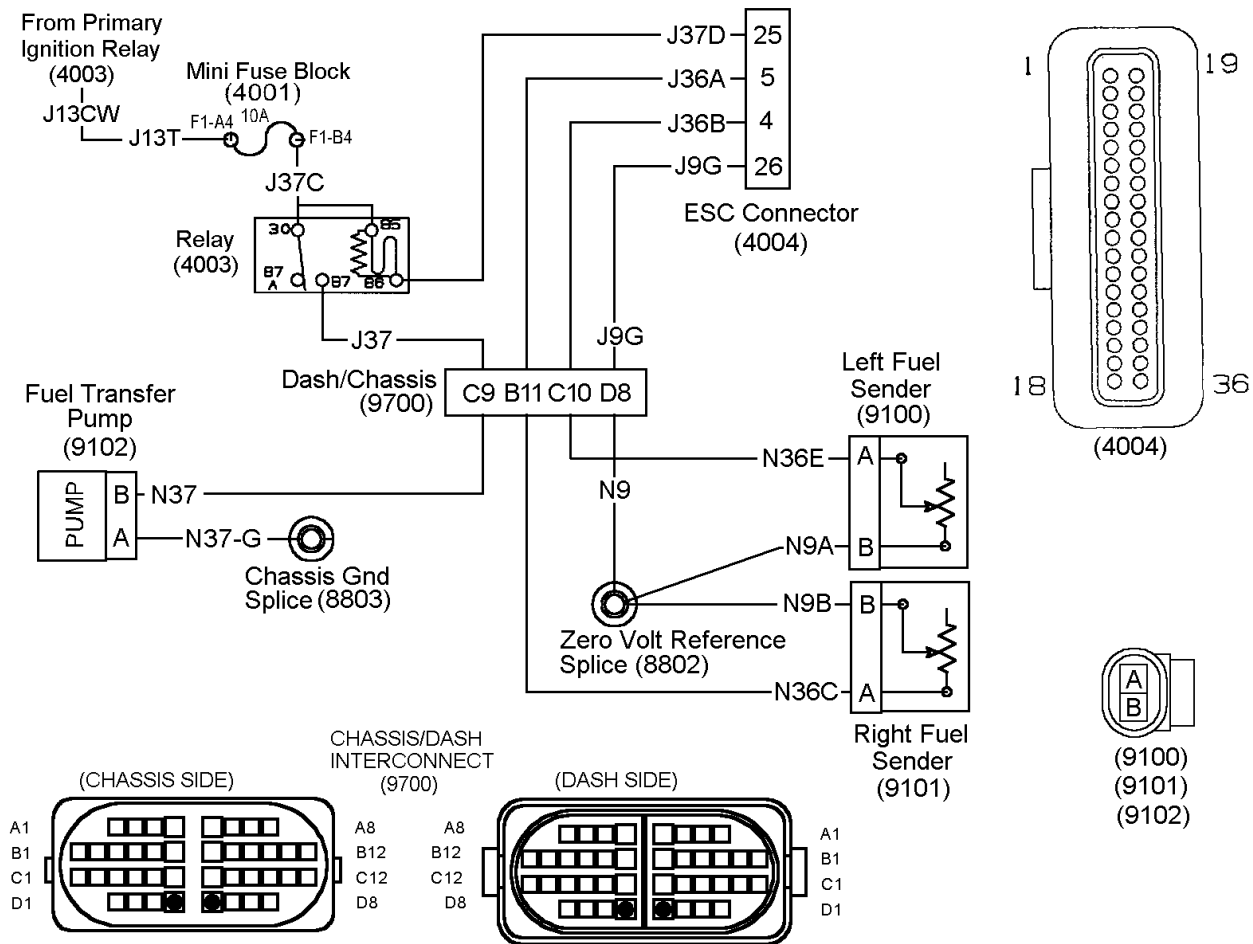 From Primary
Ignition Relay
(4003)
J13CW
J13T
Mini Fuse Block
(4001)
F1-A4
10A
F1-B4
J37C
Relay
(4003)
30
85
87
A
87
86
J37
J37D
25
J36A
5
J36B
4
J9G
26
ESC Connector
(4004)
J9G
1
19
18
36
(4004)
Dash/Chassis
(9700)
C9 B11 C10 D8
Fuel Transfer
Pump
(9102)
PUMP
B
N37
A
N37-G
Chassis Gnd
Splice (8803)
Left Fuel
Sender
(9100)
N36E
A
N9
N9A
B
N9B
B
Zero Volt Reference
Splice (8802)
N36C
A
Right Fuel
Sender
(9101)
A
B
(9100)
(9101)
(9102)
CHASSIS/DASH
INTERCONNECT
(9700)
(CHASSIS SIDE)
(DASH SIDE)
A1
A8
A8
A1
B1
B12
B12
B1
C1
C12
C12
C1
D1
D8
D8
D1